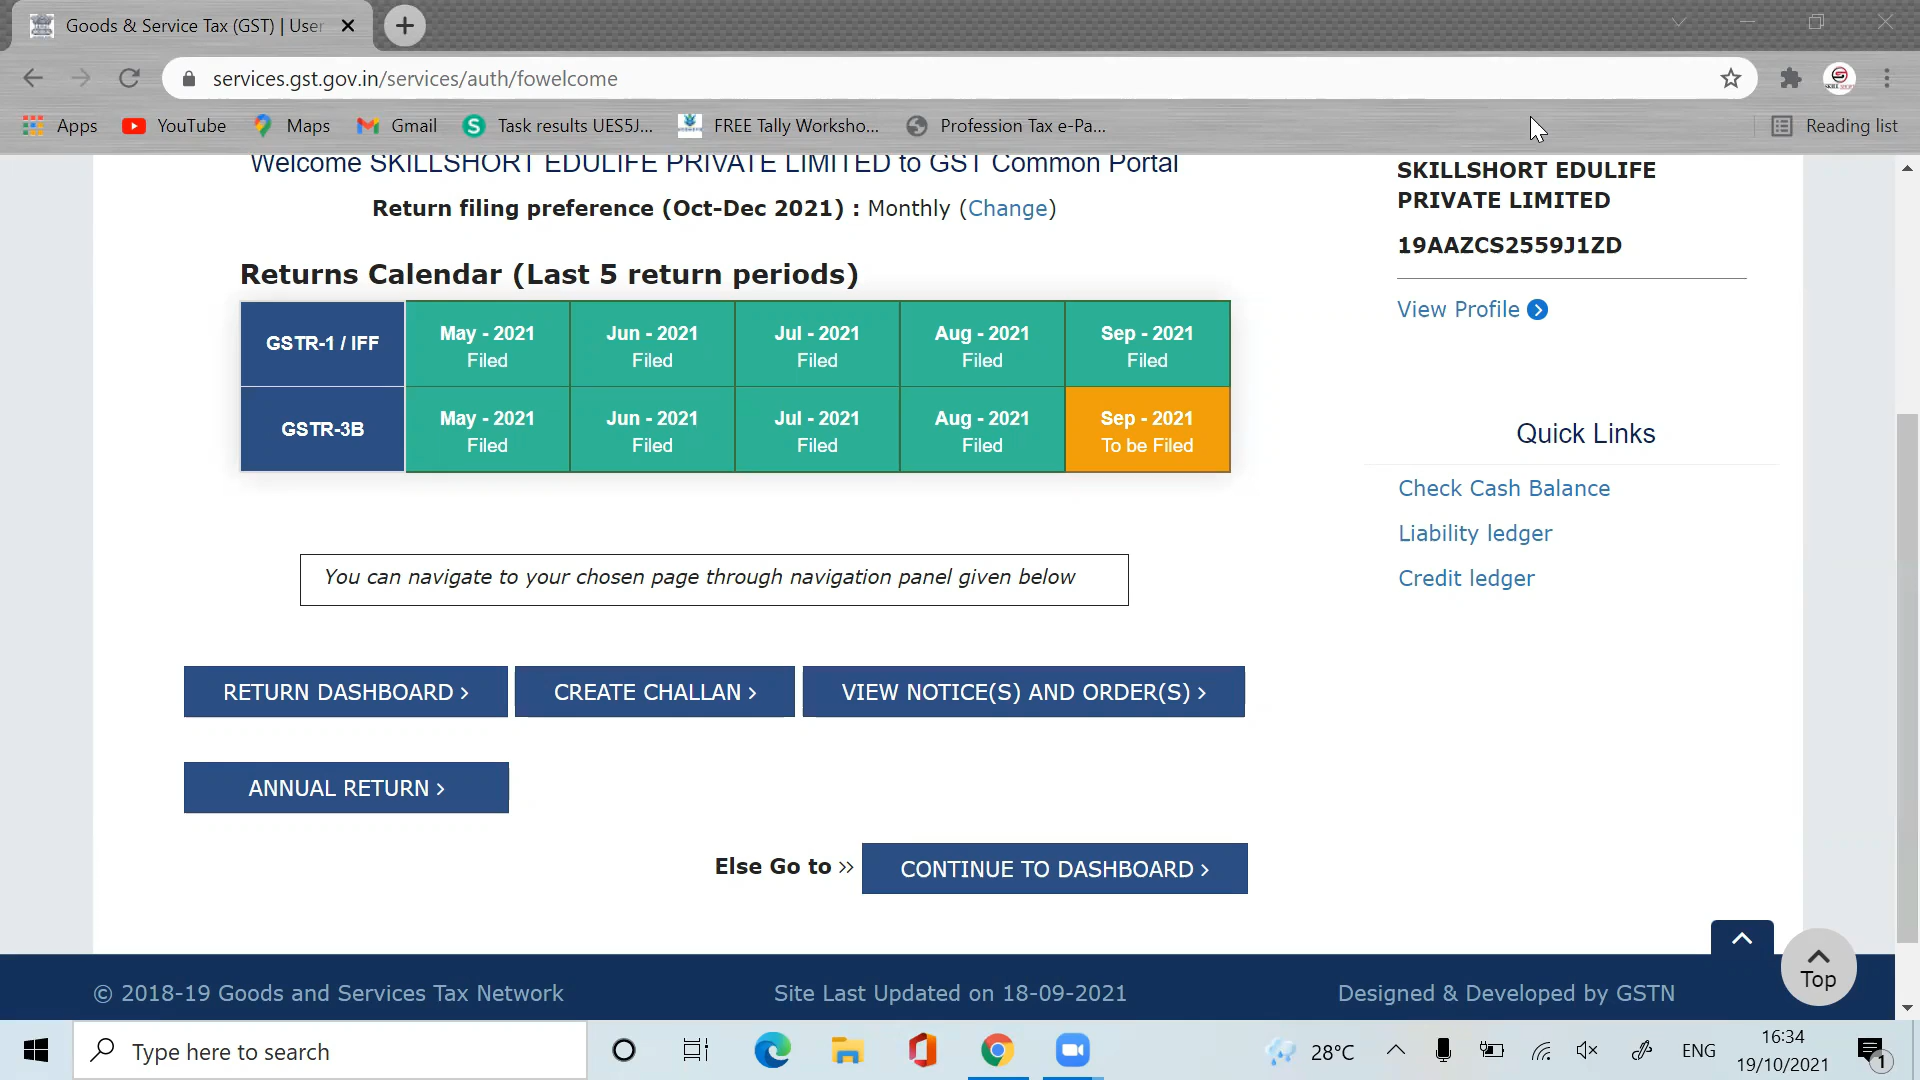 Goods & Service Tax (GST) | User
services.gst.gov.in/services/auth/fowelcome
Apps
YouTube
Maps
Gmail
Task results UES5J...
FREE Tally Worksho...
Profession Tax e-Pa...
Reading list
Welcome SKILLSHORT EDULIFE PRIVATE LIMITED to GST Common Portal
Return filing preference (Oct-Dec 2021) : Monthly (Change)
Returns Calendar (Last 5 return periods)
GSTR-1 / IFF
May - 2021
Filed
Jun - 2021
Filed
Jul - 2021
Filed
Aug - 2021
Filed
Sep - 2021
Filed
GSTR-3B
May - 2021
Filed
Jun - 2021
Filed
Jul - 2021
Filed
Aug - 2021
Filed
Sep - 2021
To be Filed
You can navigate to your chosen page through navigation panel given below
RETURN DASHBOARD >
CREATE CHALLAN >
VIEW NOTICE(S) AND ORDER(S) >
ANNUAL RETURN >
Else Go to »
CONTINUE TO DASHBOARD >
SKILLSHORT EDULIFE
PRIVATE LIMITED
19AAZCS2559J1ZD
View Profile
Quick Links
Check Cash Balance
Liability ledger
Credit ledger
Top
© 2018-19 Goods and Services Tax Network
Site Last Updated on 18-09-2021
Designed & Developed by GSTN
Type here to search
28°C
ENG
16:34
19/10/2021
1